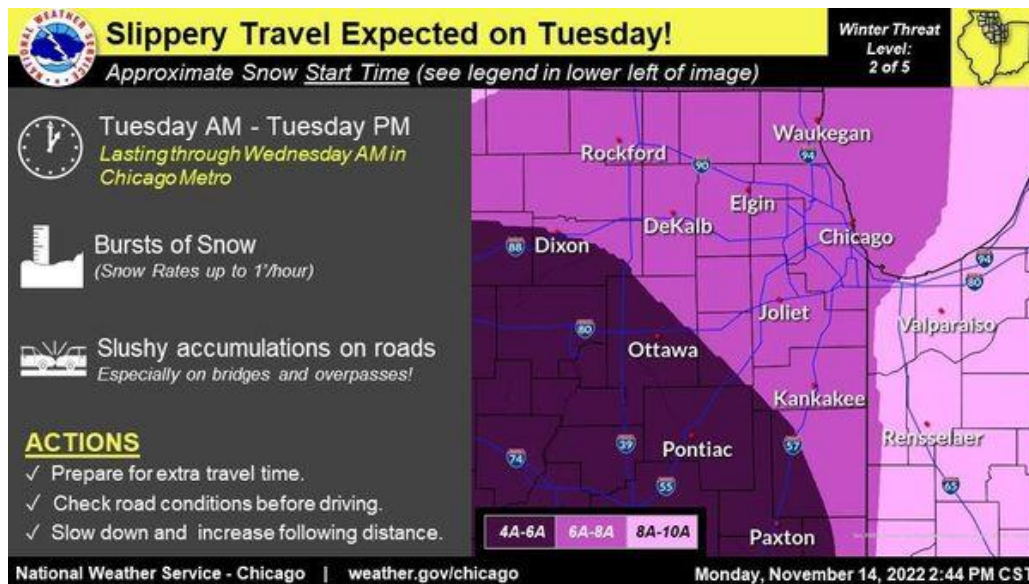 Slippery Travel Expected on Tuesday!
Winter Threat
Level:
2 of 5
Approximate Snow Start Time (see legend in lower left of image)
NATIONAL WEATHER SERVICE
Tuesday AM - Tuesday PM
Lasting through Wednesday AM in
Chicago Metro
Bursts of Snow
(Snow Rates up to 1"/hour)
Slushy accumulations on roads
Especially on bridges and overpasses!
ACTIONS
✓ Prepare for extra travel time.
✓ Check road conditions before driving.
✓ Slow down and increase following distance.
Waukegan
Rockford
94
90
Elgin
DeKalb
Chicago
Dixon
88
94
80
Joliet
Valparaiso
80
Ottawa
Kankakee
Rensselaer
39
Pontiac
57
74
55
65
4A-6A 6A-8A 8A-10A
Paxton
National Weather Service - Chicago | weather.gov/chicago
Monday, November 14, 2022 2:44 PM CST